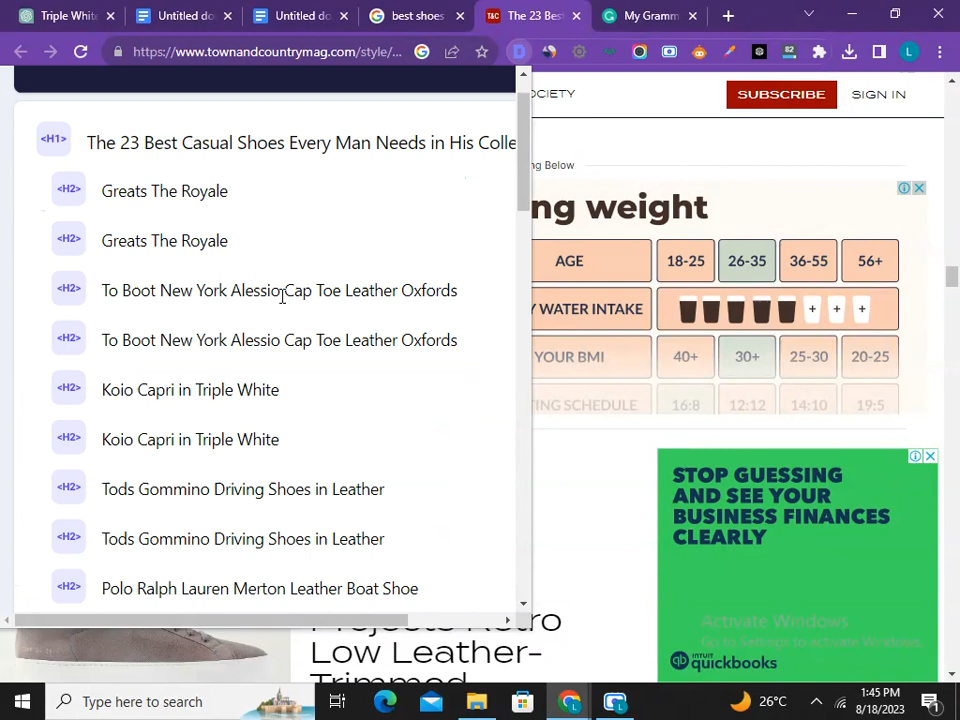 Triple White
Untitled do
Untitled do
best shoes
The 23 Best
My Gramm
https://www.townandcountrymag.com/style/...
<H1> The 23 Best Casual Shoes Every Man Needs in His Colle
<H2> Greats The Royale
<H2> Greats The Royale
<H2> To Boot New York Alessio Cap Toe Leather Oxfords
<H2> To Boot New York Alessio Cap Toe Leather Oxfords
<H2> Koio Capri in Triple White
<H2> Koio Capri in Triple White
<H2> Tods Gommino Driving Shoes in Leather
<H2> Tods Gommino Driving Shoes in Leather
<H2> Polo Ralph Lauren Merton Leather Boat Shoe
OCIETY
SUBSCRIBE
SIGN IN
ng Below
ng weight
AGE 18-25 26-35 36-55 56+
WATER INTAKE + + +
YOUR BMI 40+ 30+ 25-30 20-25
TING SCHEDULE 16:8 12:12 14:10 19:5
STOP GUESSING
AND SEE YOUR
BUSINESS FINANCES
CLEARLY
Activate Windows
Go to Settings to activate Windows.
INTUIT
quickbooks
Projects Retro
Low Leather-
Trimmed
Type here to search
26°C
1:45 PM
8/18/2023